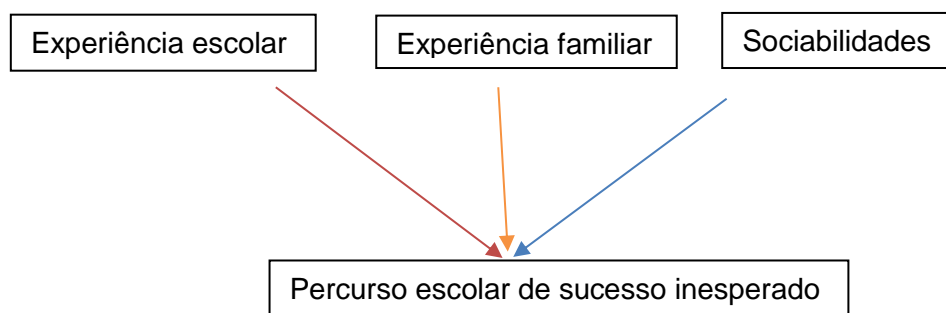 Experiência escolar
Experiência familiar
Sociabilidades
Percurso escolar de sucesso inesperado